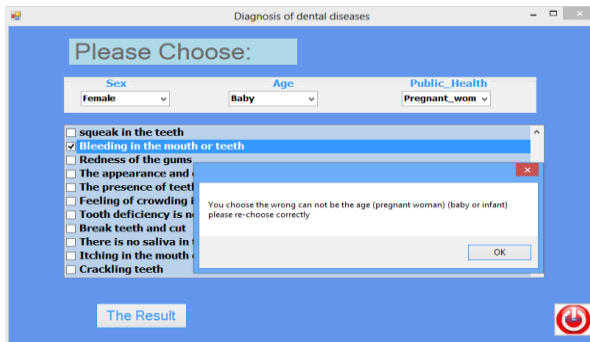 Diagnosis of dental diseases
Please Choose:
Sex Age Public_Health
Female Baby Pregnant_wom
squeak in the teeth
Bleeding in the mouth or teeth
Redness of the gums
The appearance and
The presence of teet
Feeling of crowding i
Tooth deficiency is n
Break teeth and cut
There is no saliva in
Itching in the mouth
Crackling teeth
You choose the wrong can not be the age (pregnant woman) (baby or infant)
please re-choose correctly
OK
The Result